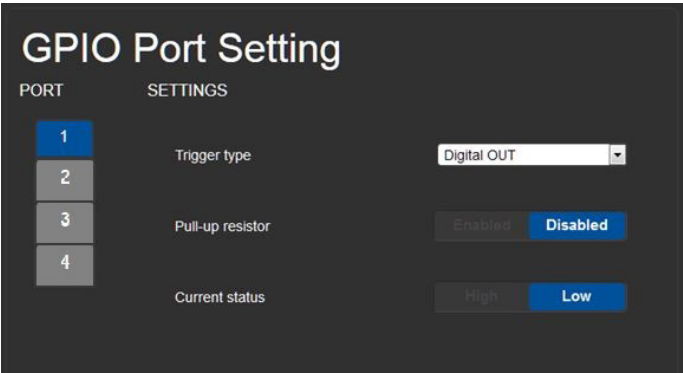 GPIO Port Setting
PORT SETTINGS
1
Trigger type Digital OUT
2
3
Pull-up resistor Enabled Disabled
4
Current status High Low